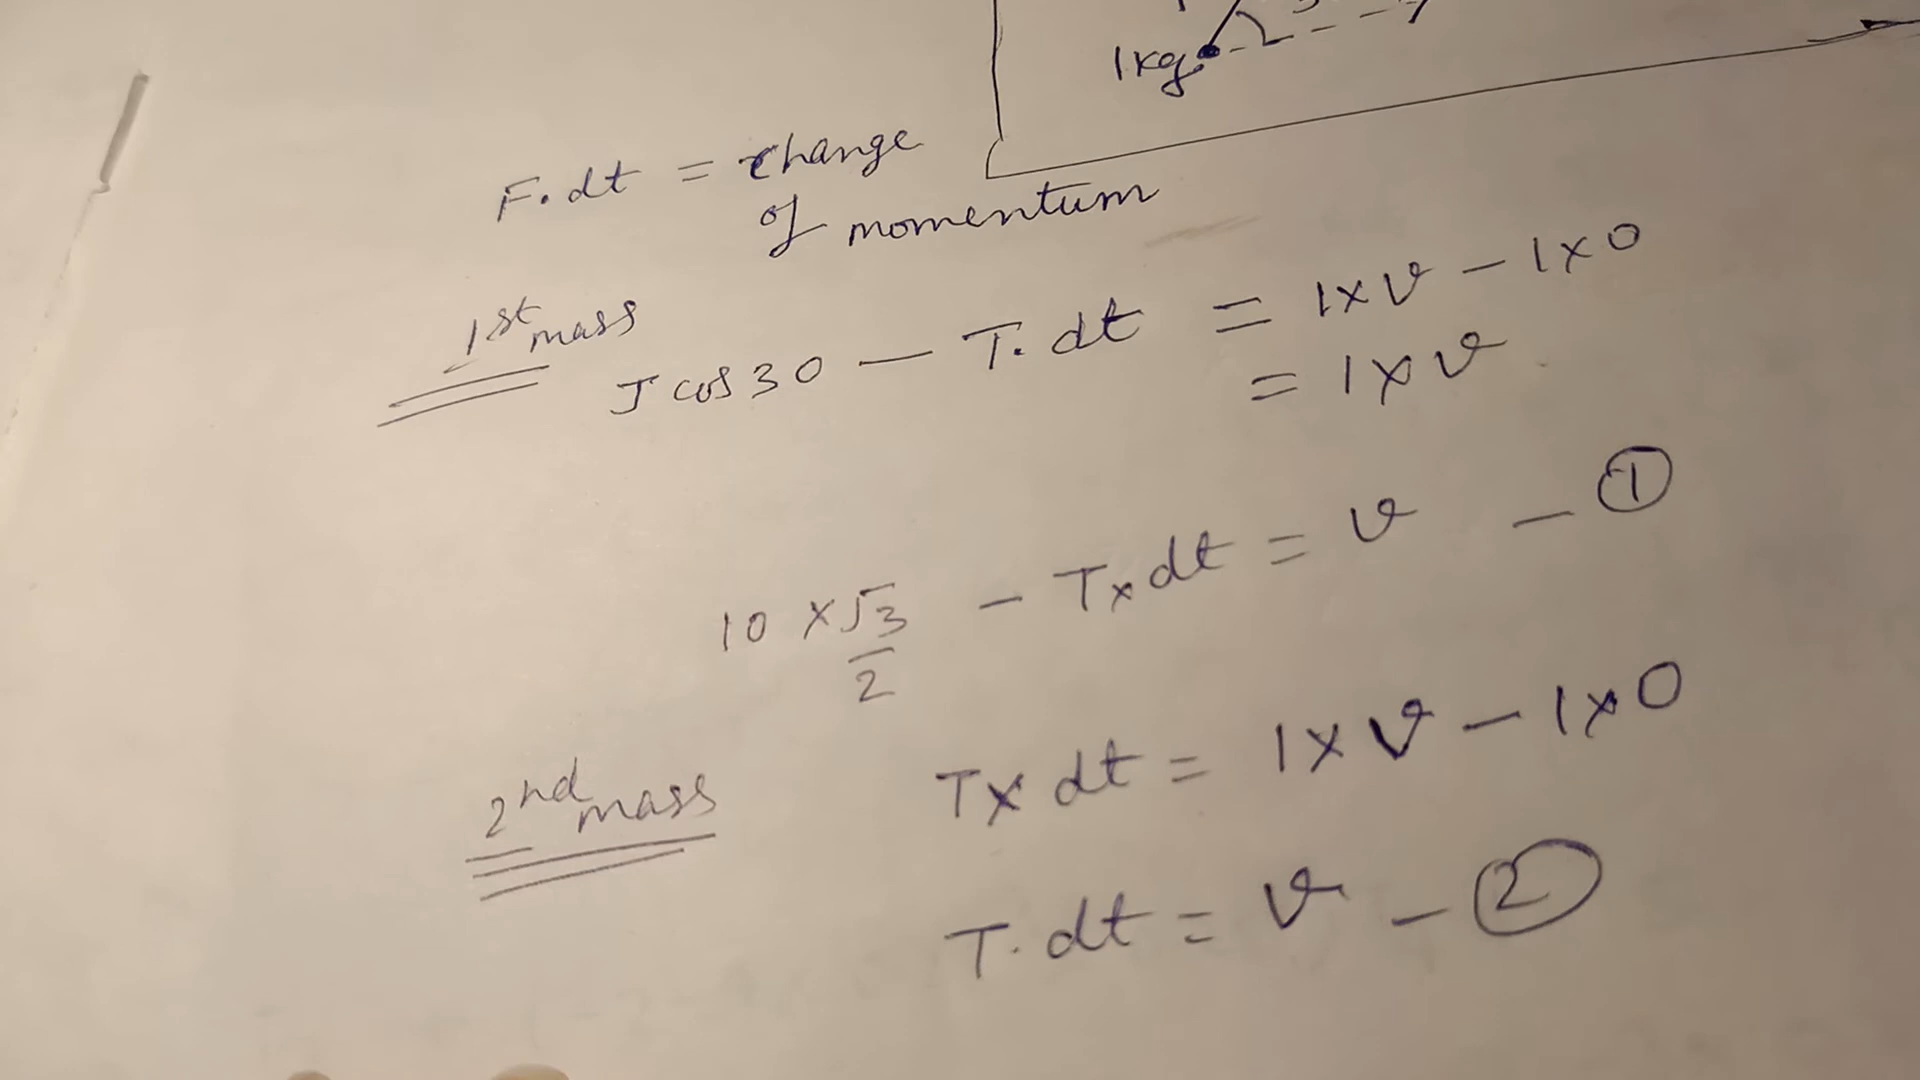 1kg
F.dt = change
of momentum
1st mass
J cos 30 — T. dt = 1×v − 1×0
= 1×v
10 × √3/2 − T×dt = v − ①
2nd mass
T× dt = 1×v − 1×0
T. dt = v − ②